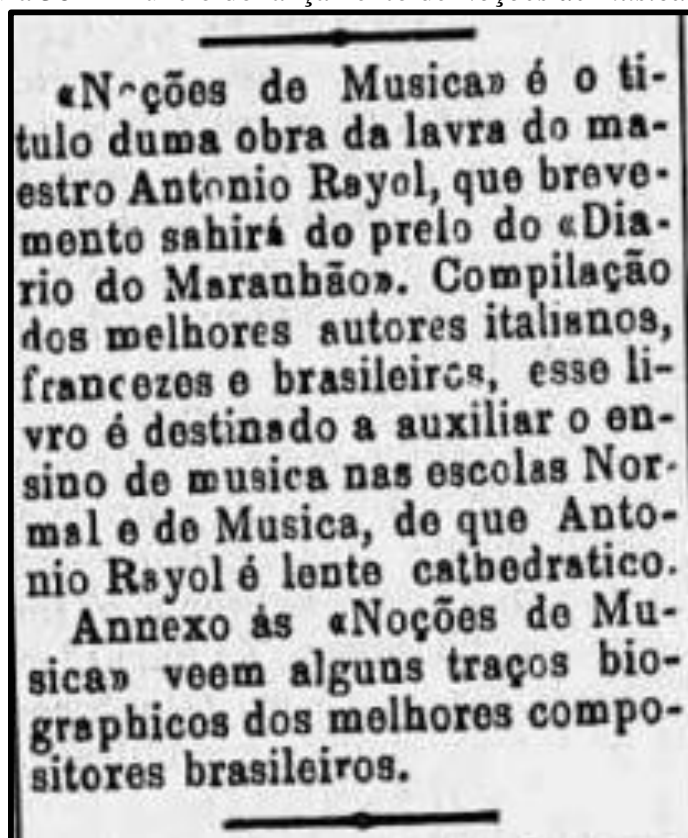 «Noções de Musica» é o ti-
tulo duma obra da lavra do ma-
estro Antonio Rayol, que breve-
mente sahirá do prelo do «Dia-
rio do Maranhão». Compilação
dos melhores autores italianos,
francezes e brasileiros, esse li-
vro é destinado a auxiliar o en-
sino de musica nas escolas Nor-
mal e de Musica, de que Anto-
nio Rayol é lente cathedratico.
Annexo ás «Noções de Mu-
sica» veem alguns traços bio-
graphicos dos melhores compo-
sitores brasileiros.